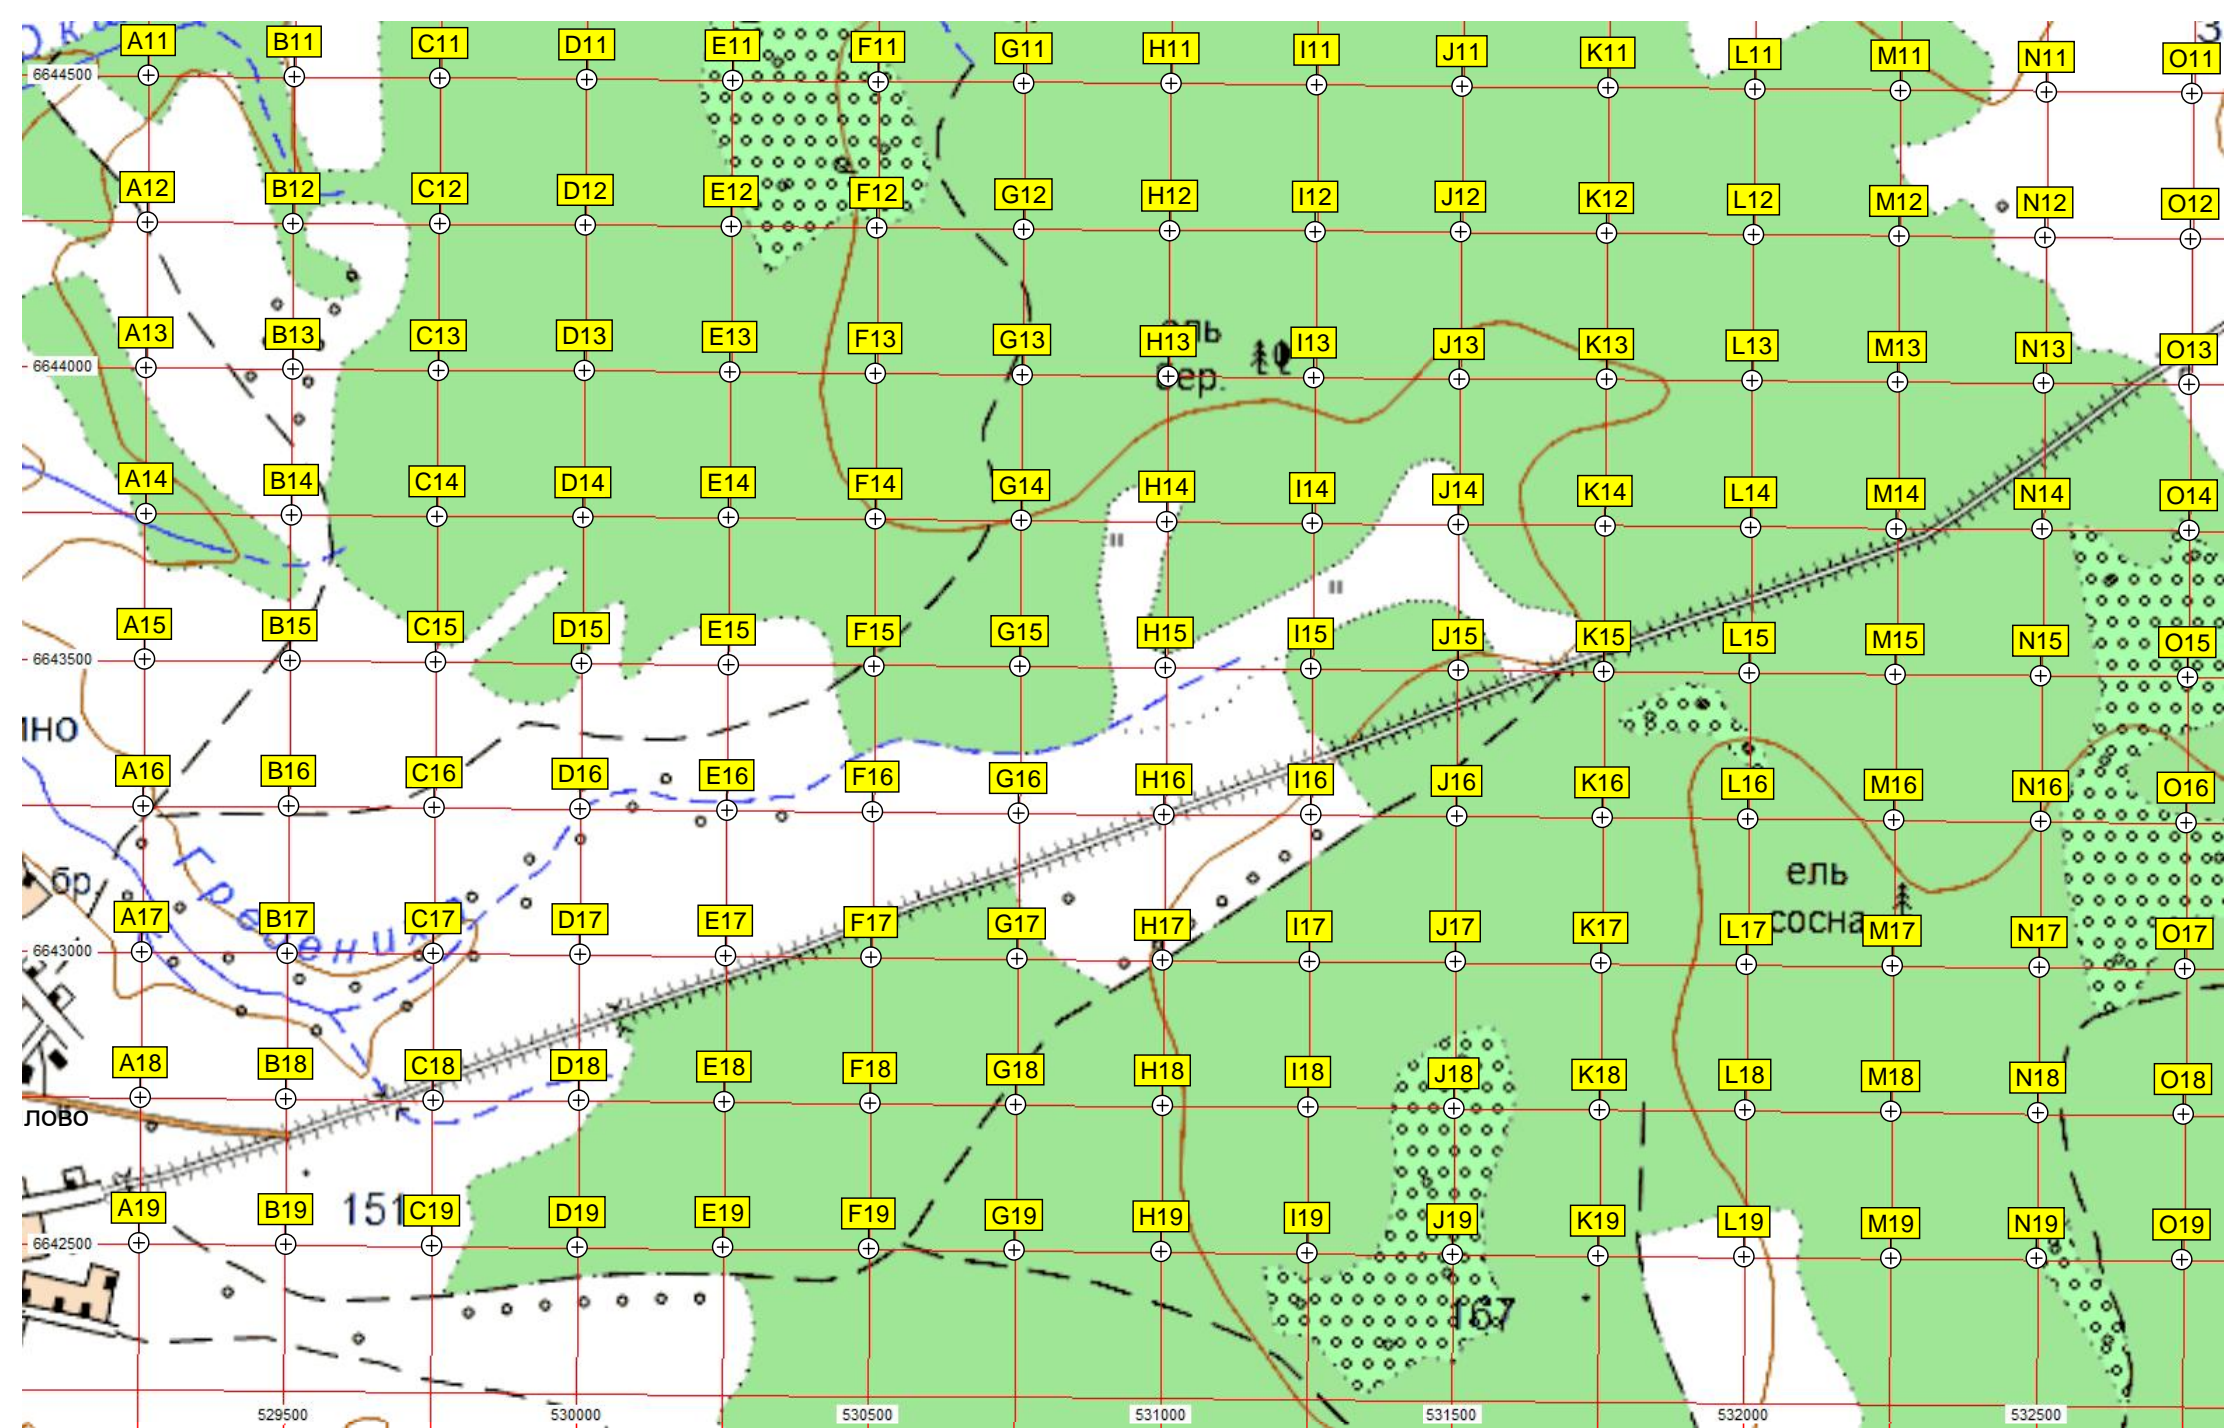 A11 B11 C11 D11 E11 F11 G11 H11 I11 J11 K11 L11 M11 N11 O11
6644500
A12 B12 C12 D12 E12 F12 G12 H12 I12 J12 K12 L12 M12 N12 O12
A13 B13 C13 D13 E13 F13 G13 H13 I13 J13 K13 L13 M13 N13 O13
6644000
A14 B14 C14 D14 E14 F14 G14 H14 I14 J14 K14 L14 M14 N14 O14
A15 B15 C15 D15 E15 F15 G15 H15 I15 J15 K15 L15 M15 N15 O15
6643500
A16 B16 C16 D16 E16 F16 G16 H16 I16 J16 K16 L16 M16 N16 O16
бр.
ель
сосна
A17 B17 C17 D17 E17 F17 G17 H17 I17 J17 K17 L17 M17 N17 O17
6643000
A18 B18 C18 D18 E18 F18 G18 H18 I18 J18 K18 L18 M18 N18 O18
лово
151
A19 B19 C19 D19 E19 F19 G19 H19 I19 J19 K19 L19 M19 N19 O19
6642500
167
529500 530000 530500 531000 531500 532000 532500